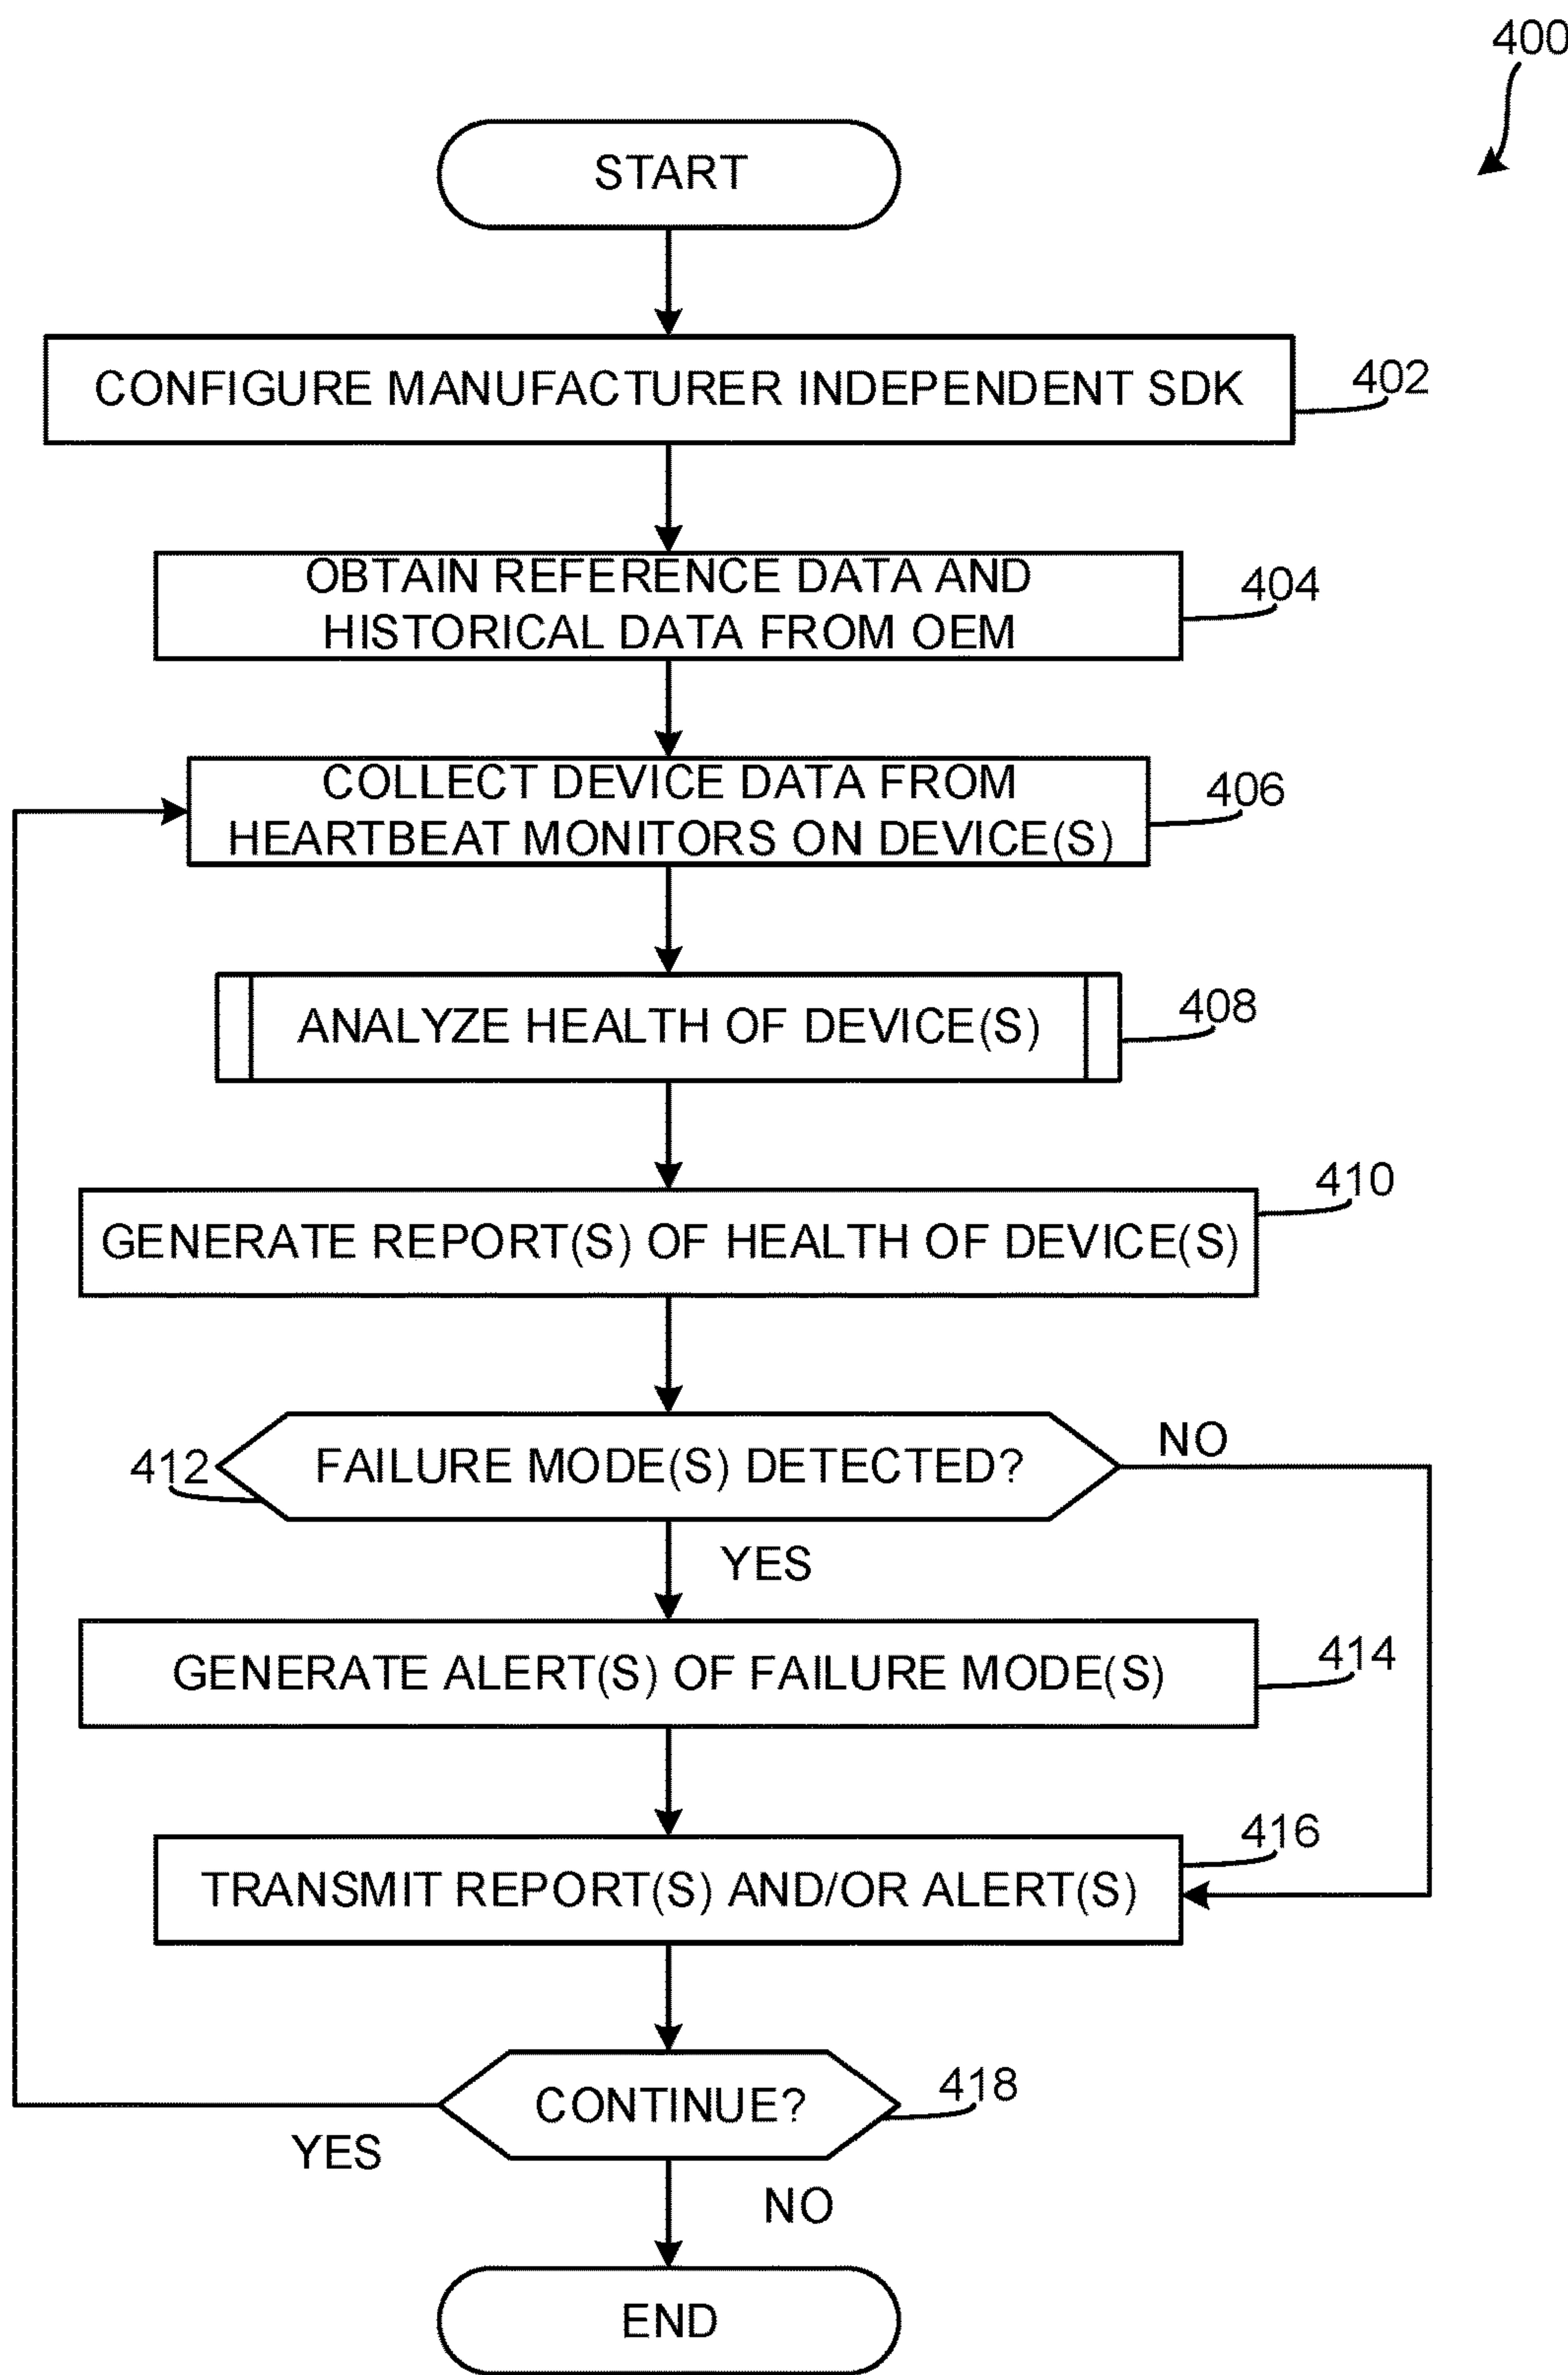 400
START
CONFIGURE MANUFACTURER INDEPENDENT SDK
402
OBTAIN REFERENCE DATA AND
HISTORICAL DATA FROM OEM
404
COLLECT DEVICE DATA FROM
HEARTBEAT MONITORS ON DEVICE(S)
406
ANALYZE HEALTH OF DEVICE(S)
408
GENERATE REPORT(S) OF HEALTH OF DEVICE(S)
410
412
FAILURE MODE(S) DETECTED?
NO
YES
GENERATE ALERT(S) OF FAILURE MODE(S)
414
TRANSMIT REPORT(S) AND/OR ALERT(S)
416
CONTINUE?
418
YES
NO
END